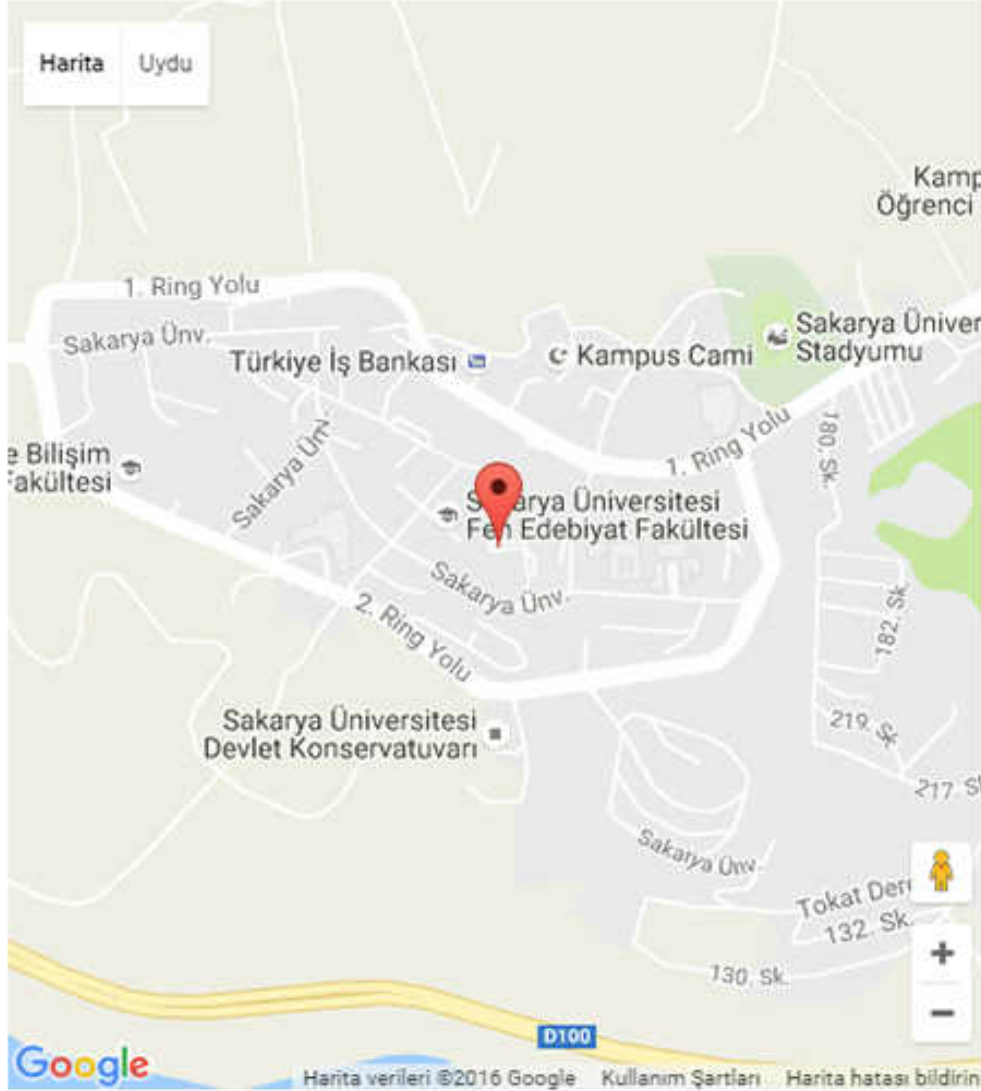 Harita Uydu
Kamp
Öğrenci
1. Ring Yolu
Sakarya Ünv.
Sakarya Üniver
Stadyumu
Türkiye İş Bankası
Kampus Cami
1. Ring Yolu
180. Sk.
e Bilişim
Fakültesi
Sakarya Ünv.
Sakarya Üniversitesi
Fen Edebiyat Fakültesi
Sakarya Ünv.
2. Ring Yolu
182. Sk.
Sakarya Üniversitesi
Devlet Konservatuvarı
219. Sk.
217. S
Sakarya Ünv.
Tokat Dere
132. Sk.
130. Sk.
+
−
D100
Google
Harita verileri ©2016 Google Kullanım Şartları Harita hatası bildirin